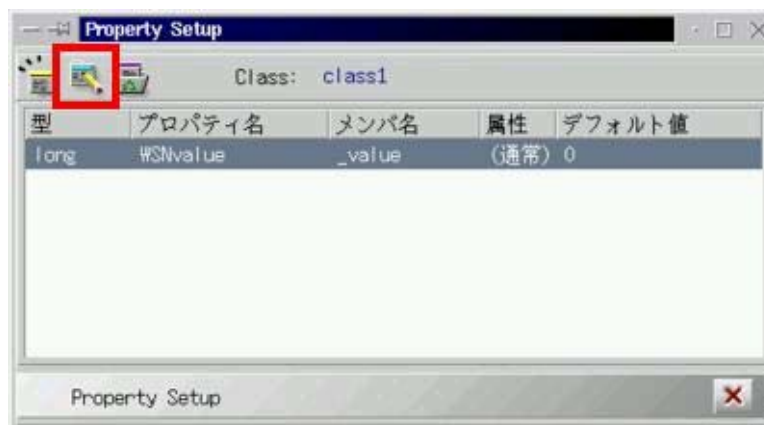 Property Setup
Class: class1
型 プロパティ名 メンバ名 属性 デフォルト値
long WSNvalue _value (通常) 0
Property Setup